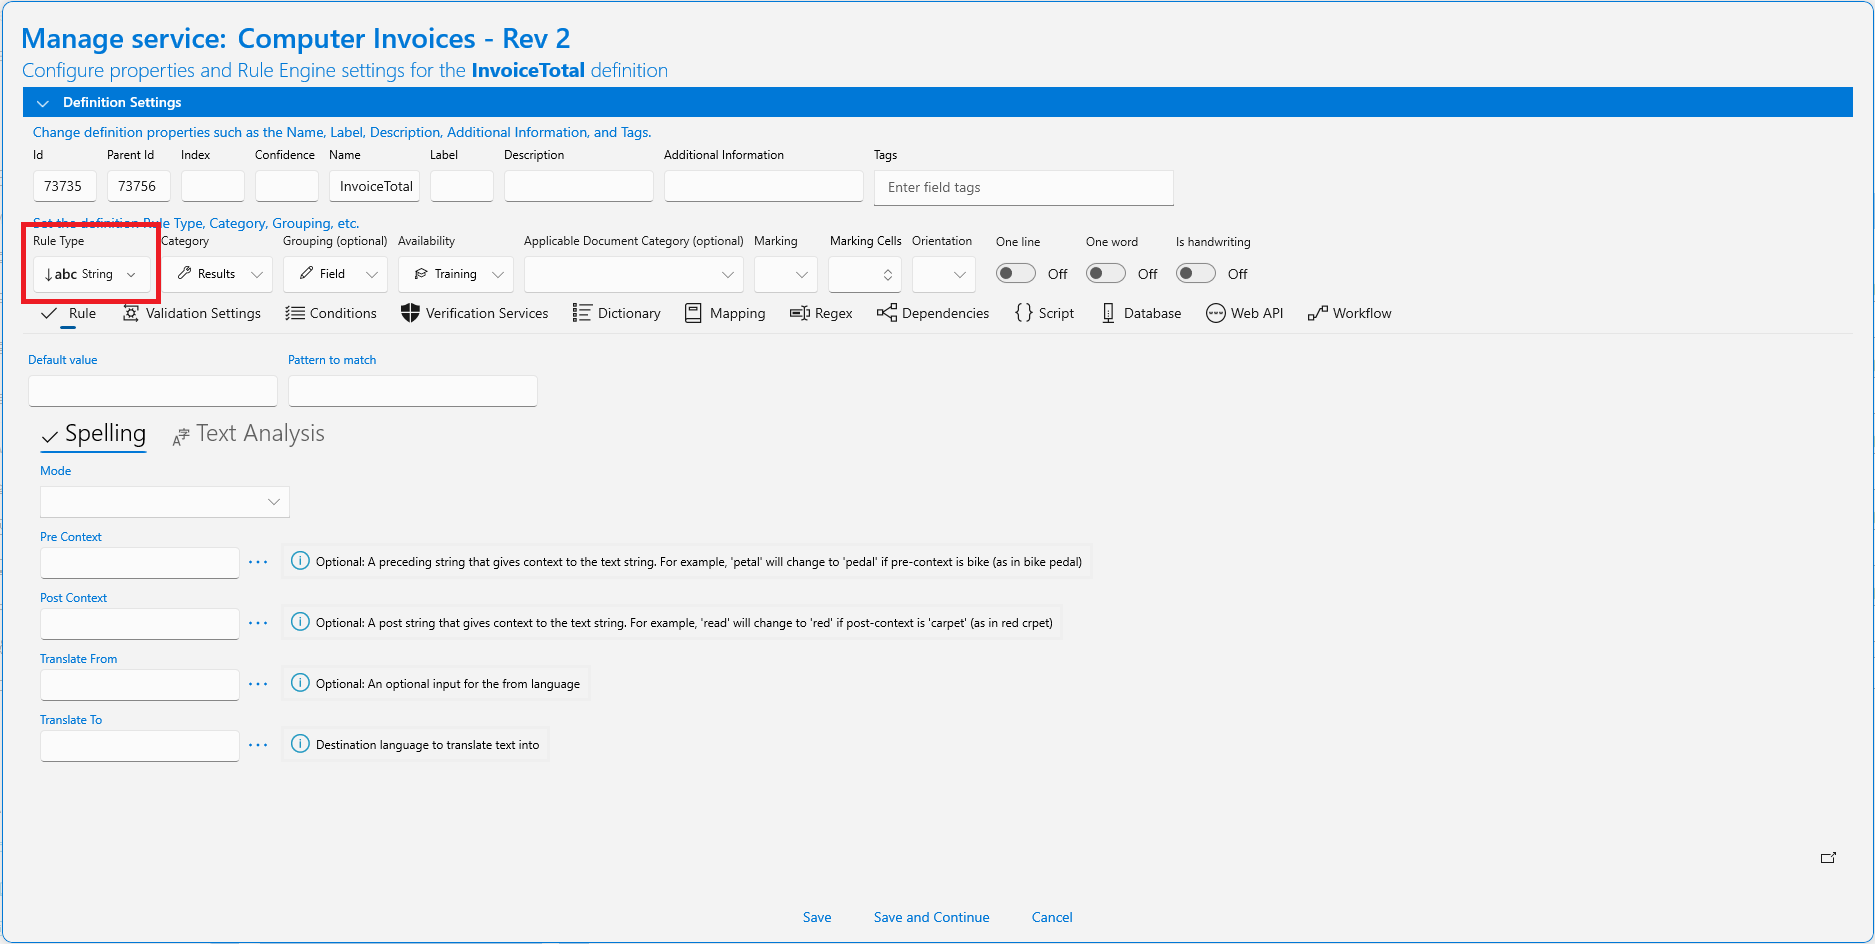 Manage service: Computer Invoices - Rev 2
Configure properties and Rule Engine settings for the InvoiceTotal definition
Definition Settings
Change definition properties such as the Name, Label, Description, Additional Information, and Tags.
Id Parent Id Index Confidence Name Label Description Additional Information Tags
73735 73756 InvoiceTotal Enter field tags
Set the definition Rule Type, Category, Grouping, etc.
Rule Type Category Grouping (optional) Availability Applicable Document Category (optional) Marking Marking Cells Orientation One line One word Is handwriting
abc String Results Field Training Off Off Off
Rule Validation Settings Conditions Verification Services Dictionary Mapping Regex Dependencies Script Database Web API Workflow
Default value Pattern to match
Spelling Text Analysis
Mode
Pre Context
Optional: A preceding string that gives context to the text string. For example, 'petal' will change to 'pedal' if pre-context is bike (as in bike pedal)
Post Context
Optional: A post string that gives context to the text string. For example, 'read' will change to 'red' if post-context is 'carpet' (as in red crpet)
Translate From
Optional: An optional input for the from language
Translate To
Destination language to translate text into
Save Save and Continue Cancel